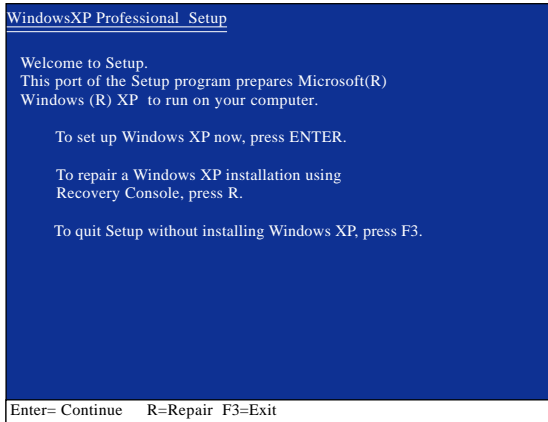 WindowsXP Professional Setup
Welcome to Setup.
This port of the Setup program prepares Microsoft(R)
Windows (R) XP to run on your computer.
To set up Windows XP now, press ENTER.
To repair a Windows XP installation using
Recovery Console, press R.
To quit Setup without installing Windows XP, press F3.
Enter= Continue R=Repair F3=Exit